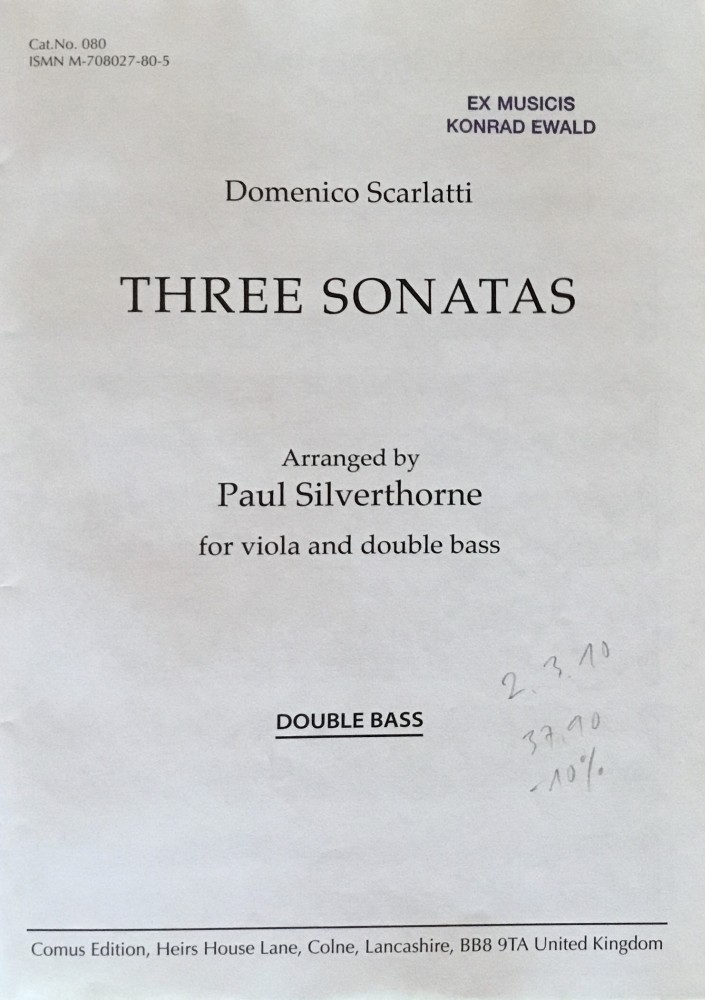 Cat.No. 080
ISMN M-708027-80-5
EX MUSICIS
KONRAD EWALD
Domenico Scarlatti
THREE SONATAS
Arranged by
Paul Silverthorne
for viola and double bass
2.3.10
DOUBLE BASS
37.90
-10%
Comus Edition, Heirs House Lane, Colne, Lancashire, BB8 9TA United Kingdom